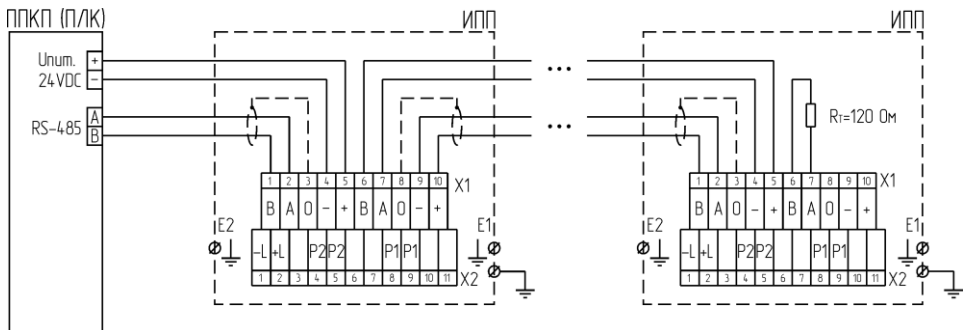 ППКП (П/ЛК)
ИПП
ИПП
Uпит. +
24VDC –
RS-485 A
B
Rт=120 Ом
1 2 3 4 5 6 7 8 9 10 X1
B A 0 – + B A 0 – +
E2
E1
–L +L P2 P2 P1 P1
1 2 3 4 5 6 7 8 9 10 11 X2
1 2 3 4 5 6 7 8 9 10 X1
B A 0 – + B A 0 – +
E2
E1
–L +L P2 P2 P1 P1
1 2 3 4 5 6 7 8 9 10 11 X2